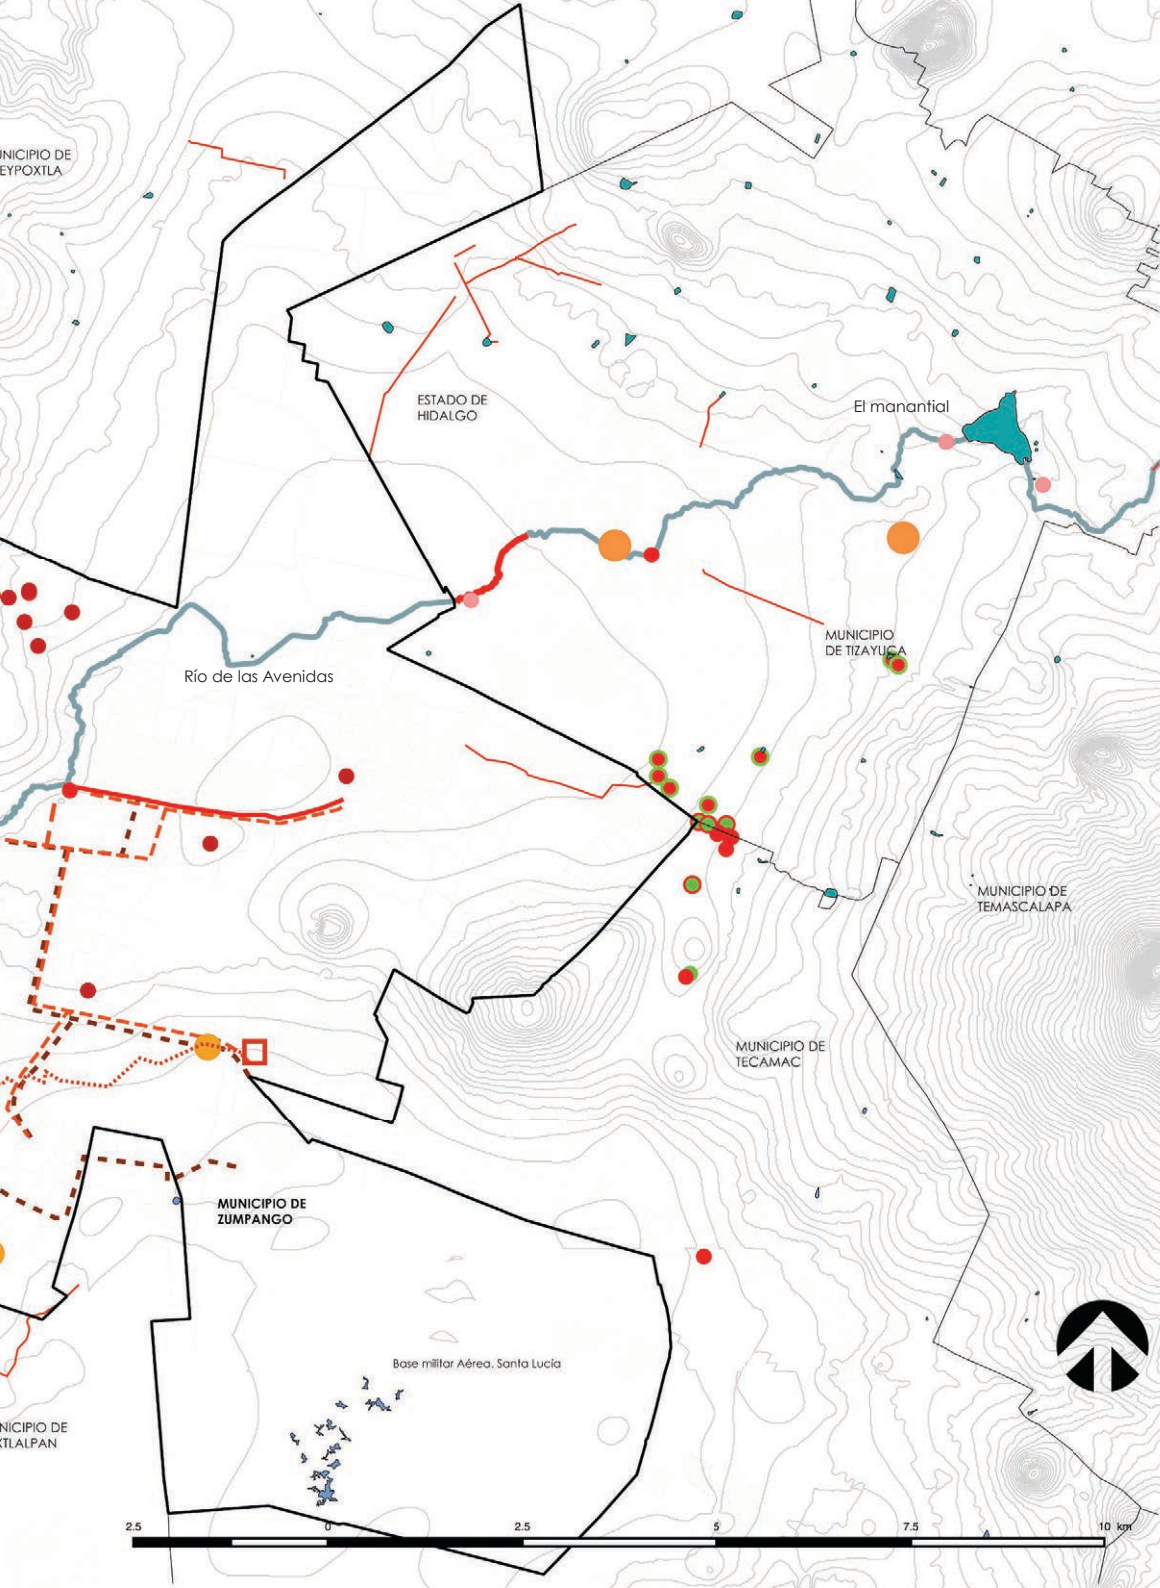 UNICIPIO DE
EYPOXTLA
ESTADO DE
HIDALGO
El manantial
MUNICIPIO
DE TIZAYUCA
Río de las Avenidas
MUNICIPIO DE
TEMASCALAPA
MUNICIPIO DE
TECAMAC
MUNICIPIO DE
ZUMPANGO
Base militar Aérea, Santa Lucía
NICIPIO DE
XTLALPAN
2.5 0 2.5 5 7.5 10 km